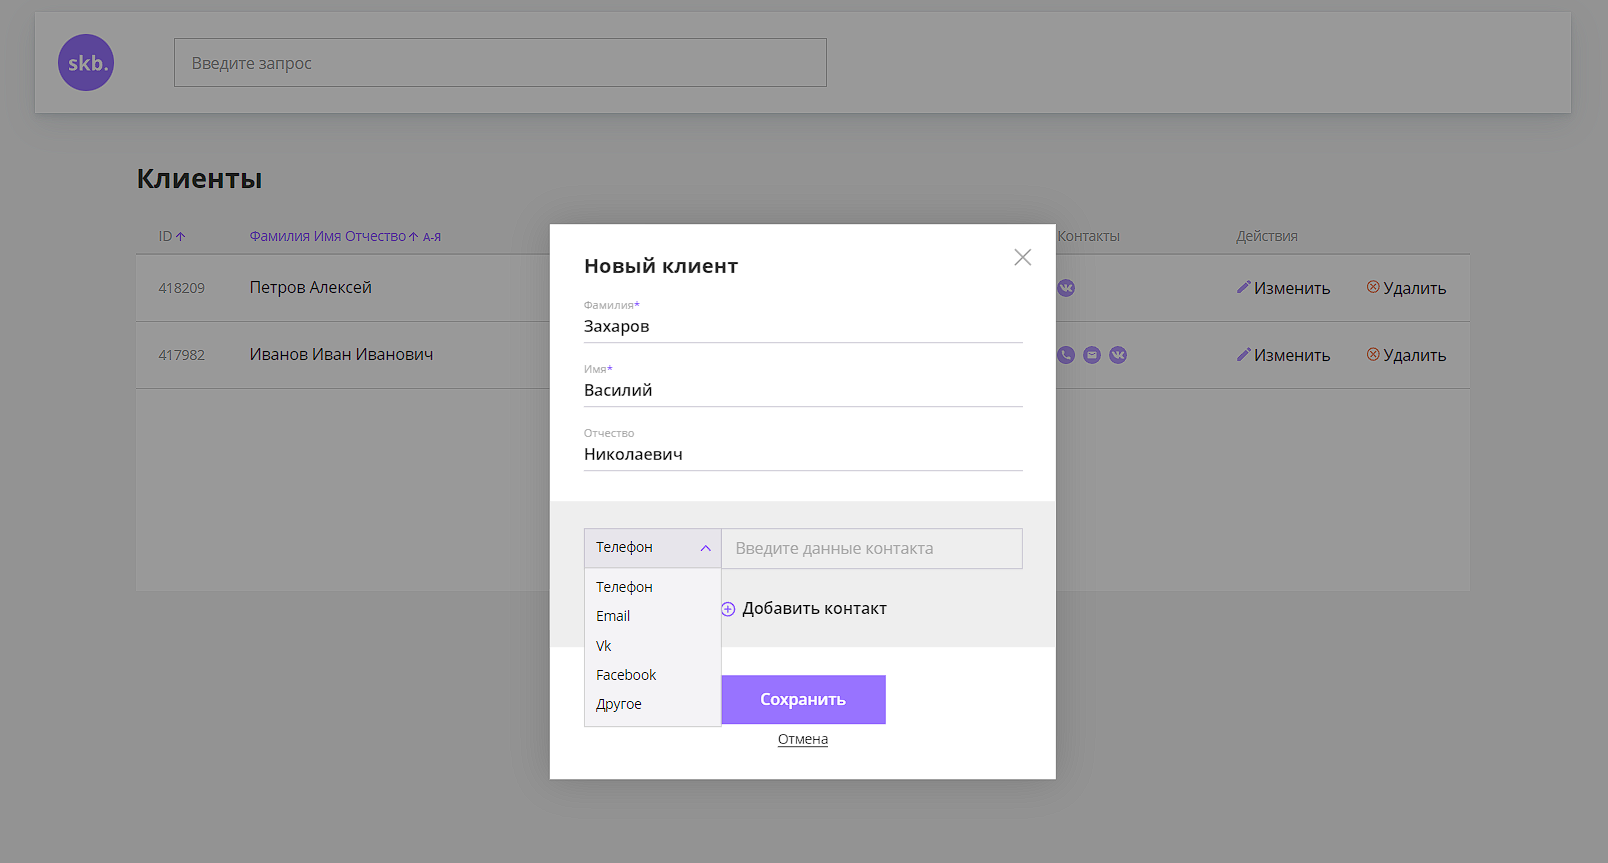 skb.
Введите запрос
Клиенты
ID Фамилия Имя Отчество А-Я Контакты Действия
418209 Петров Алексей Изменить Удалить
417982 Иванов Иван Иванович Изменить Удалить
Новый клиент
Фамилия*
Захаров
Имя*
Василий
Отчество
Николаевич
Телефон Введите данные контакта
Телефон
Email
Vk
Facebook
Другое
Добавить контакт
Сохранить
Отмена